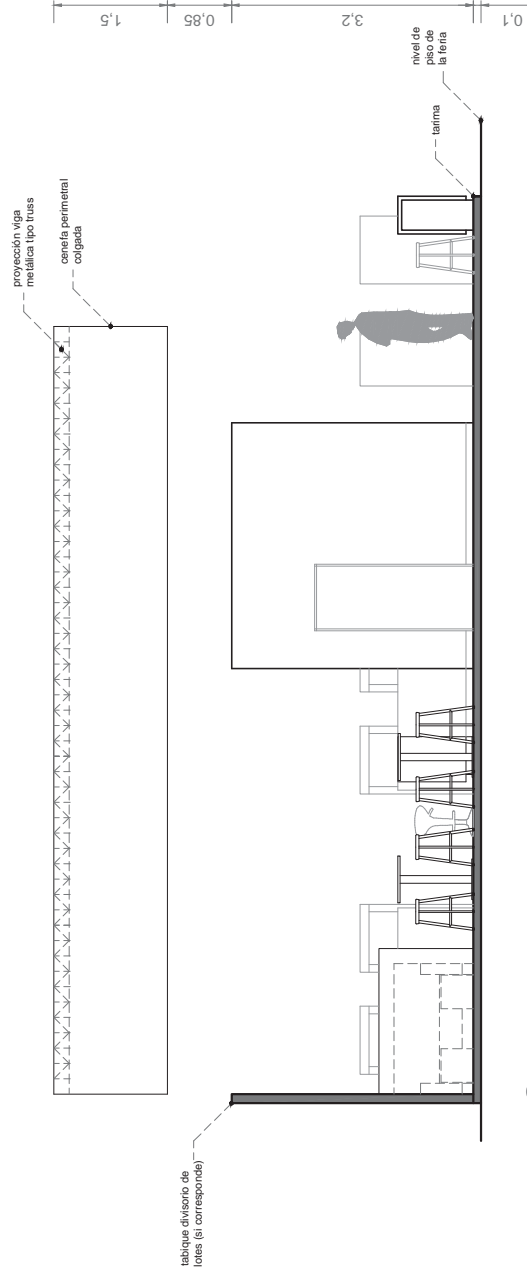 proyección viga
metálica tipo truss
cenefa perimetral
colgada
1,5
0,85
3,2
0,1
nivel de
piso de
la feria
tarima
tabique divisorio de
lotes (si corresponde)